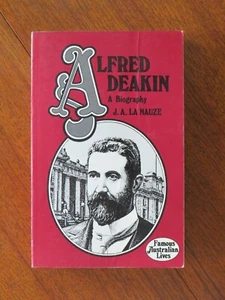 ALFRED
DEAKIN
A Biography
J. A. LA NAUZE
Famous
Australian
Lives